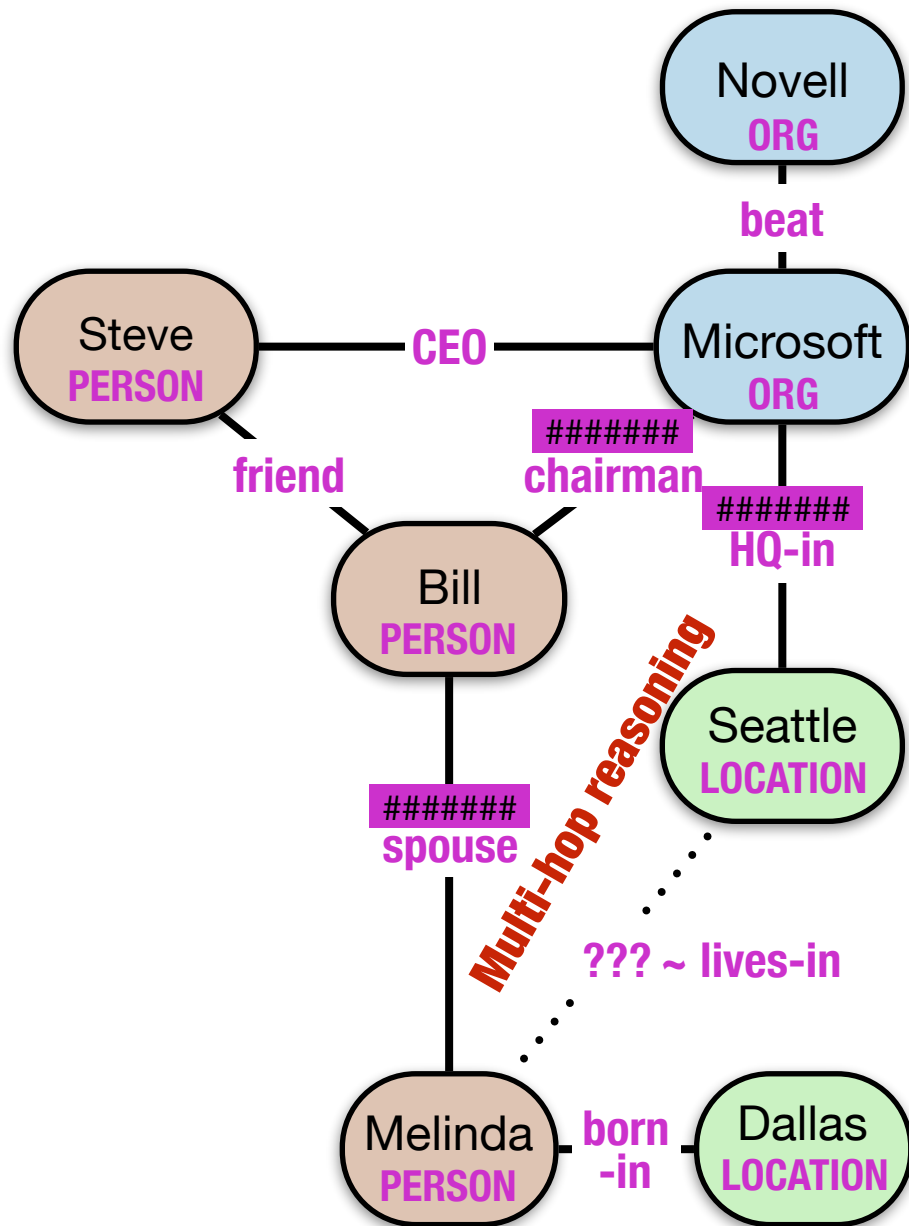 Novell
ORG
beat
Steve
PERSON
CEO
Microsoft
ORG
friend
#######
chairman
#######
HQ-in
Bill
PERSON
Seattle
LOCATION
Multi-hop reasoning
#######
spouse
??? ~ lives-in
Melinda
PERSON
born
-in
Dallas
LOCATION